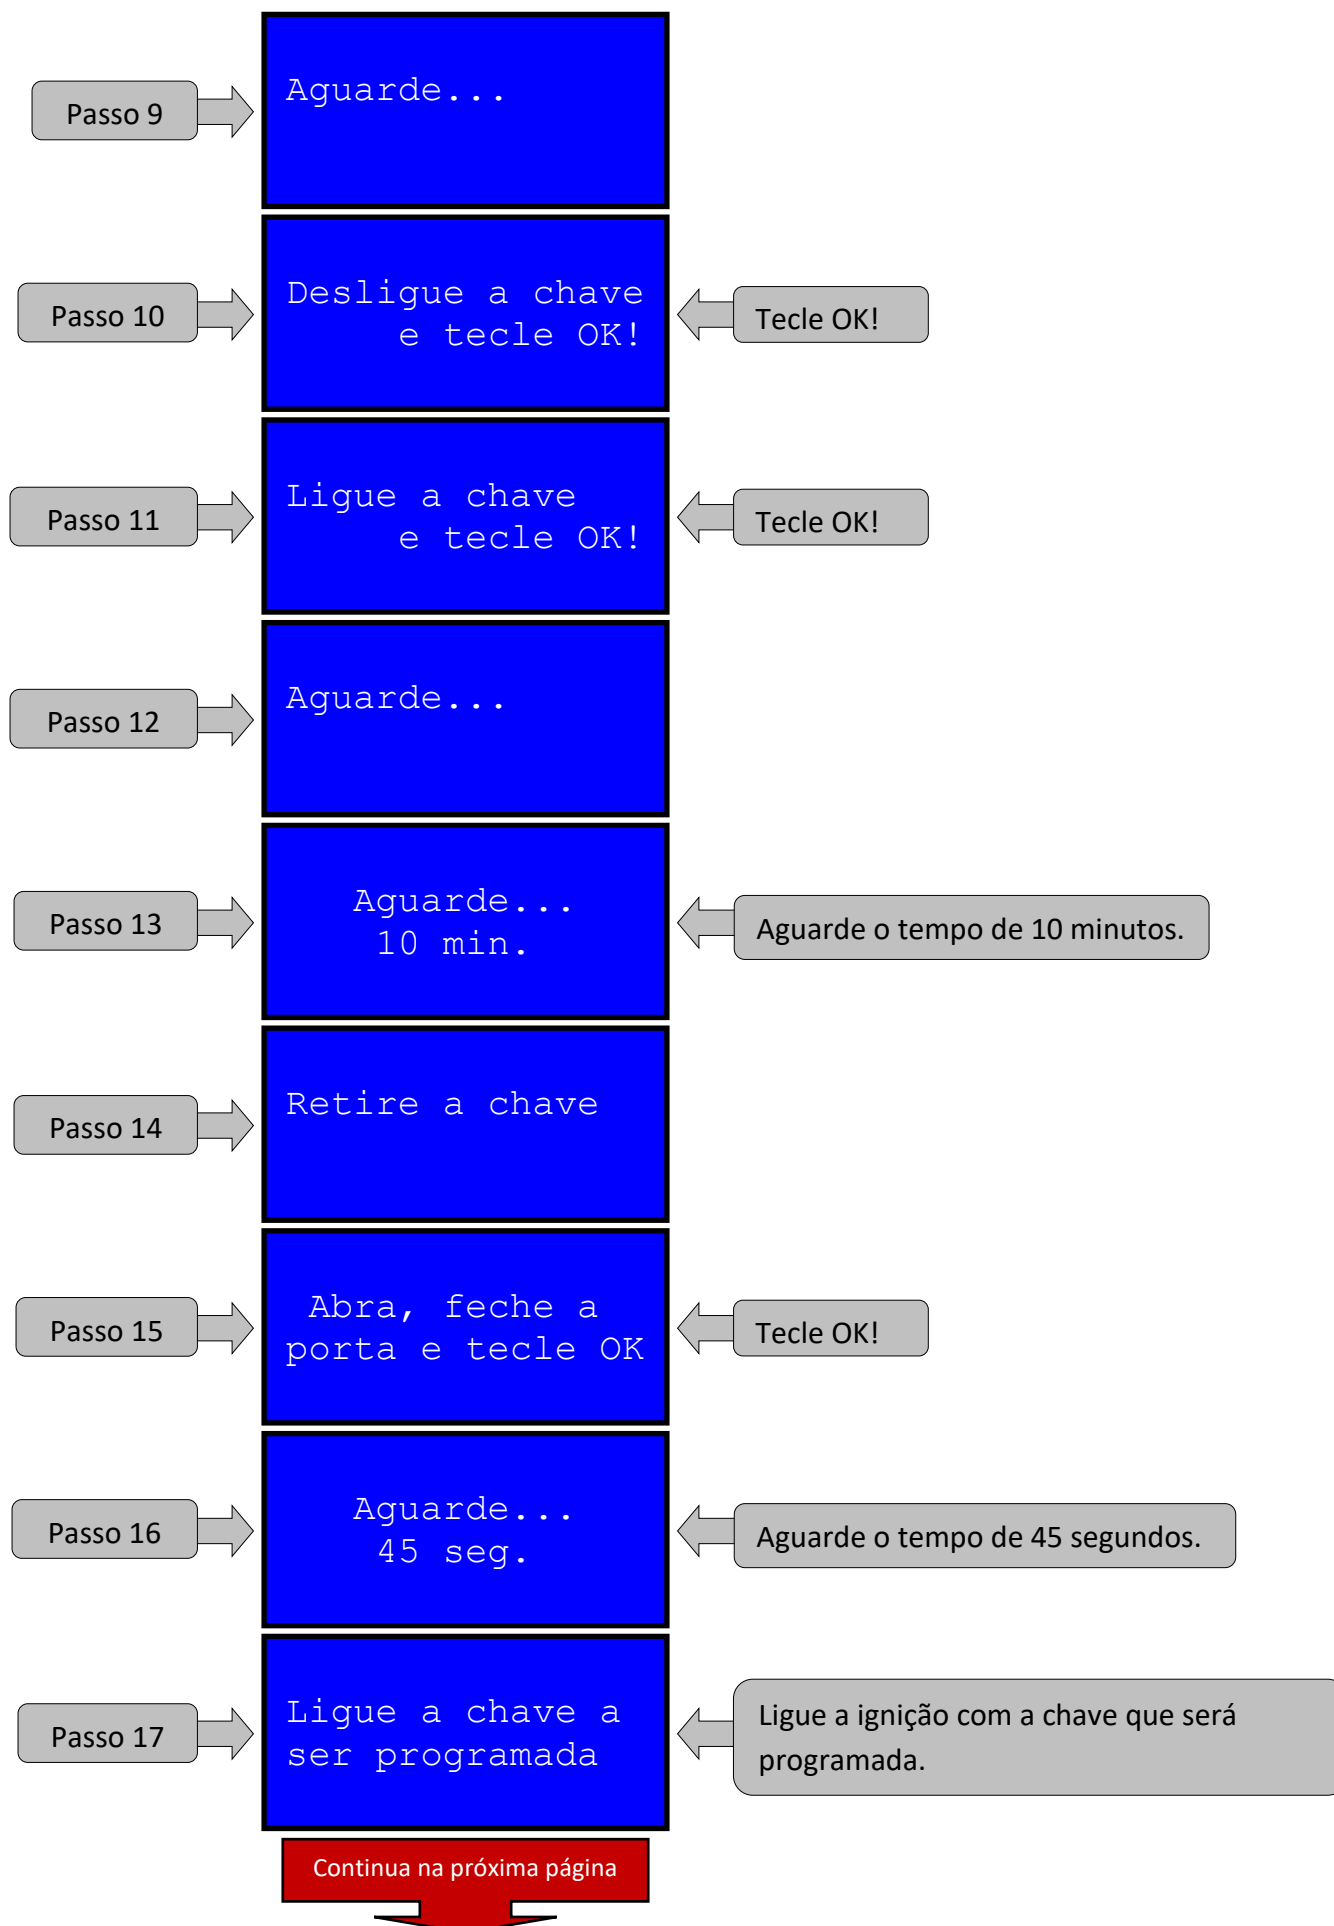 Passo 9
Aguarde...
Passo 10
Desligue a chave
e tecle OK!
Tecle OK!
Passo 11
Ligue a chave
e tecle OK!
Tecle OK!
Passo 12
Aguarde...
Passo 13
Aguarde...
10 min.
Aguarde o tempo de 10 minutos.
Passo 14
Retire a chave
Passo 15
Abra, feche a
porta e tecle OK
Tecle OK!
Passo 16
Aguarde...
45 seg.
Aguarde o tempo de 45 segundos.
Passo 17
Ligue a chave a
ser programada
Ligue a ignição com a chave que será
programada.
Continua na próxima página